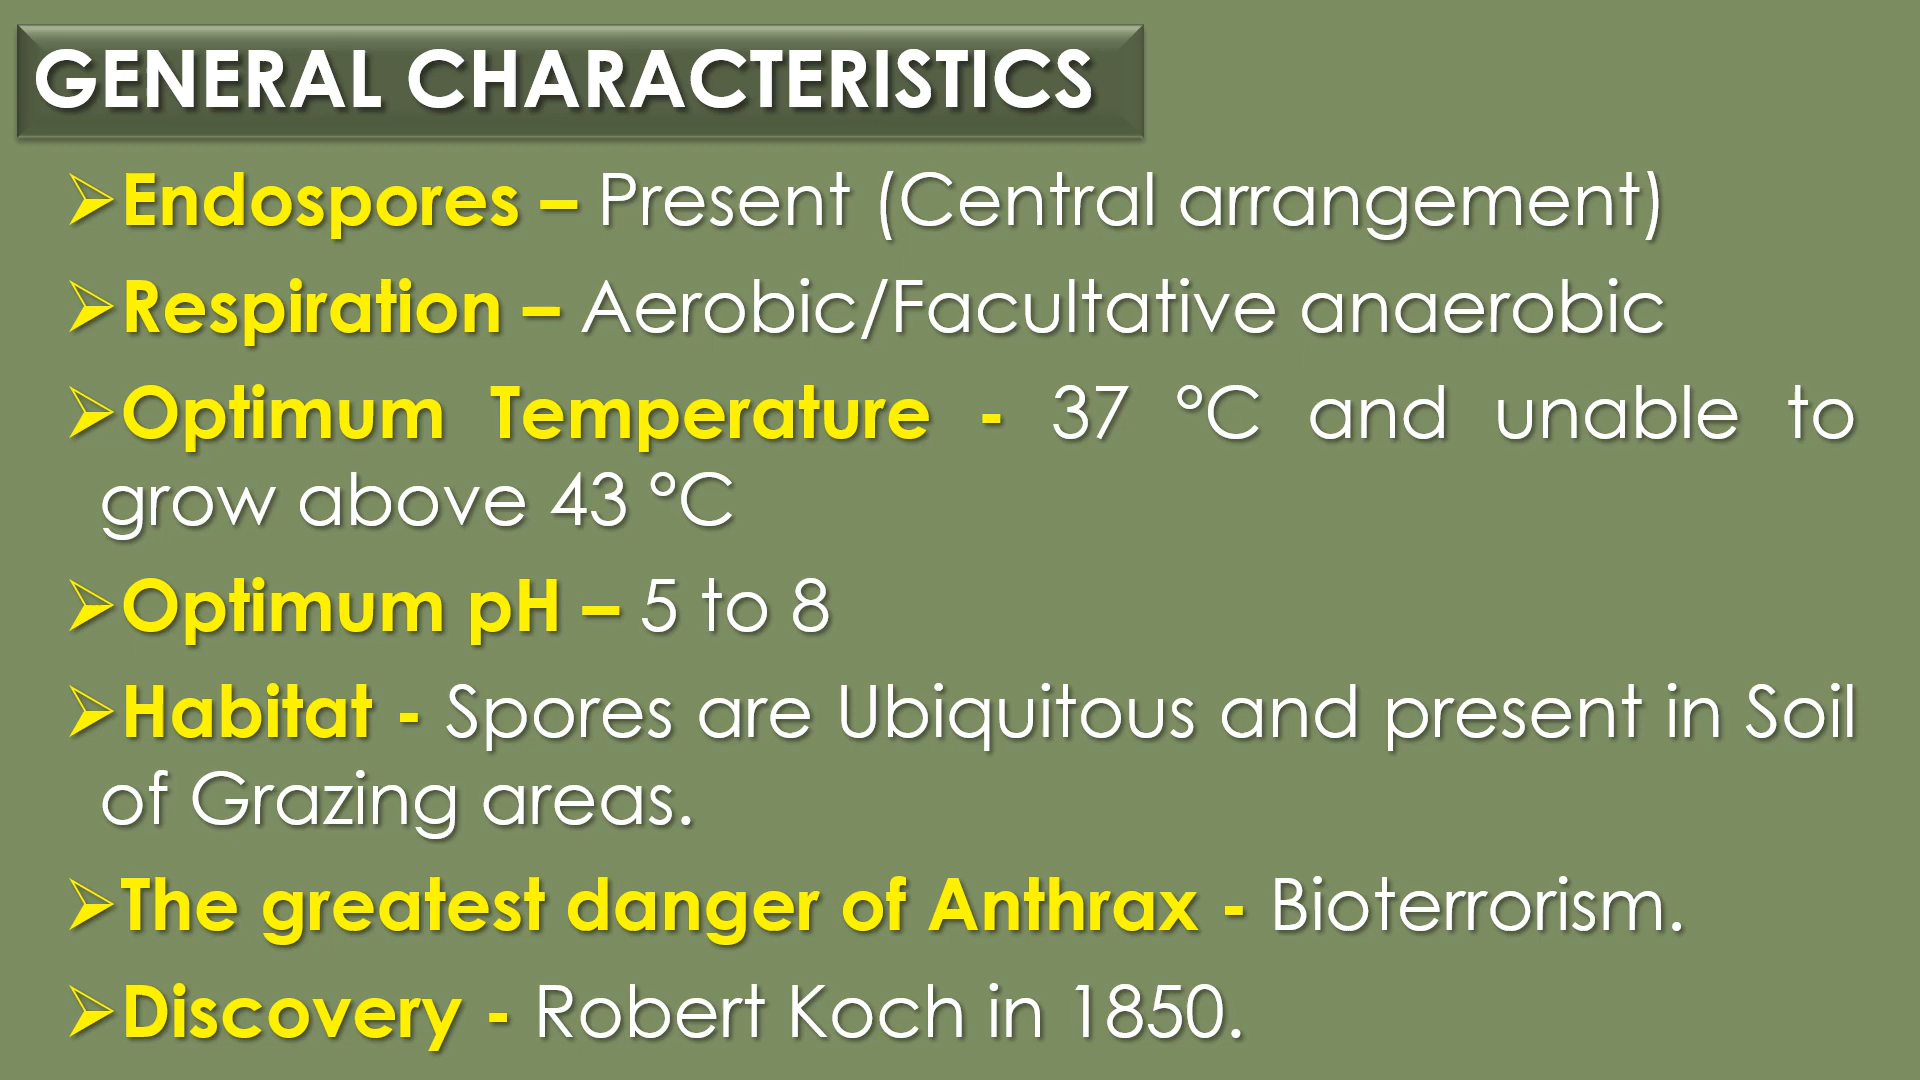 GENERAL CHARACTERISTICS
➢Endospores – Present (Central arrangement)
➢Respiration – Aerobic/Facultative anaerobic
➢Optimum Temperature - 37 °C and unable to
grow above 43 °C
➢Optimum pH – 5 to 8
➢Habitat - Spores are Ubiquitous and present in Soil
of Grazing areas.
➢The greatest danger of Anthrax - Bioterrorism.
➢Discovery - Robert Koch in 1850.